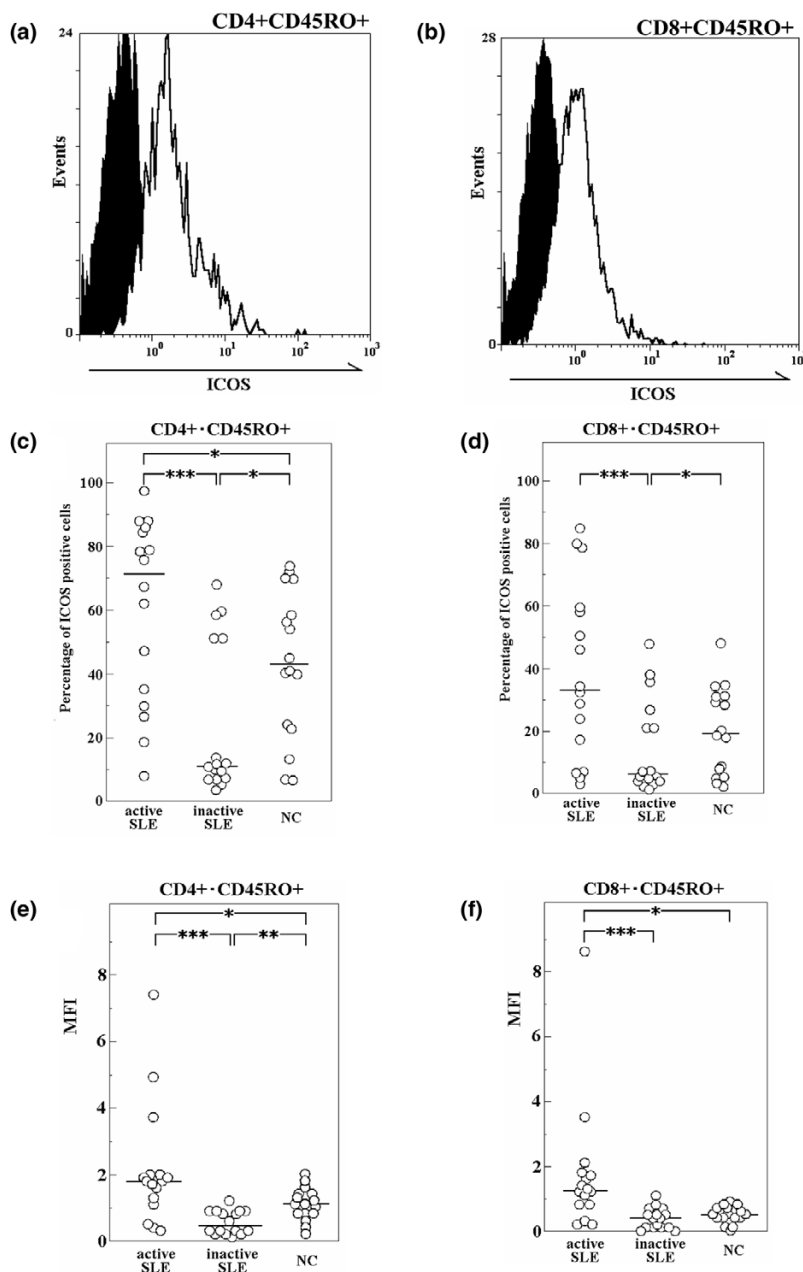 (a)
CD4+CD45RO+
24
Events
0
10⁰
10¹
10²
10³
ICOS
(b)
CD8+CD45RO+
28
Events
0
10⁰
10¹
10²
10
ICOS
(c)
CD4+·CD45RO+
*
***
*
Percentage of ICOS positive cells
100
80
60
40
20
0
active
SLE
inactive
SLE
NC
(d)
CD8+·CD45RO+
***
*
Percentage of ICOS positive cells
100
80
60
40
20
0
active
SLE
inactive
SLE
NC
(e)
CD4+·CD45RO+
*
***
**
MFI
8
6
4
2
0
active
SLE
inactive
SLE
NC
(f)
CD8+·CD45RO+
*
***
MFI
8
6
4
2
0
active
SLE
inactive
SLE
NC